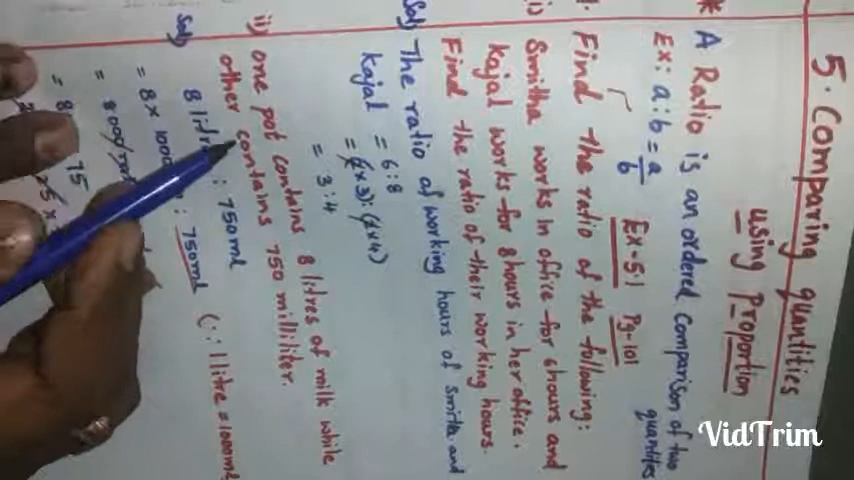 5. Comparing quantities
using Proportion
* A Ratio is an ordered comparison of two quantities
Ex: a:b = a/b
Ex-5.1 Pg-101
1. Find the ratio of the following:
i) Smitha works in office for 6 hours and
Kajal works for 8 hours in her office.
Find the ratio of their working hours.
Sol) The ratio of working hours of smitha and
Kajal = 6:8
= (2×3):(2×4)
= 3:4
ii) one pot contains 8 litres of milk while
other contains 750 milliliter.
Sol) 8 : 750ml
= 8 × : 750ml (∵ 1 litre = 1000ml
= 8000
= 8 75
VidTrim